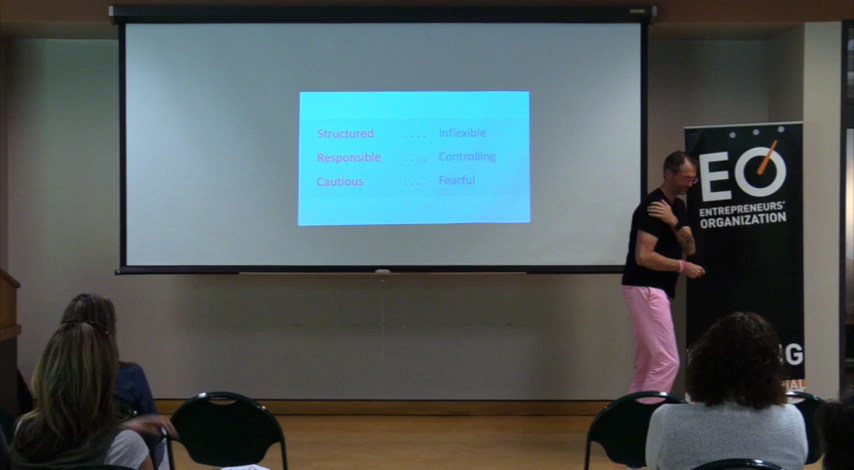 Structured .... Inflexible
Responsible .... Controlling
Cautious .... Fearful
EO
ENTREPRENEURS'
ORGANIZATION
G